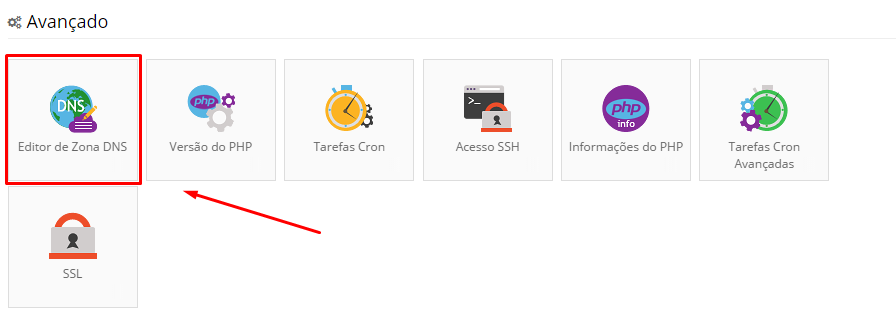 Avançado
DNS
Editor de Zona DNS
php
Versão do PHP
Tarefas Cron
>_
Acesso SSH
php
info
Informações do PHP
Tarefas Cron
Avançadas
SSL